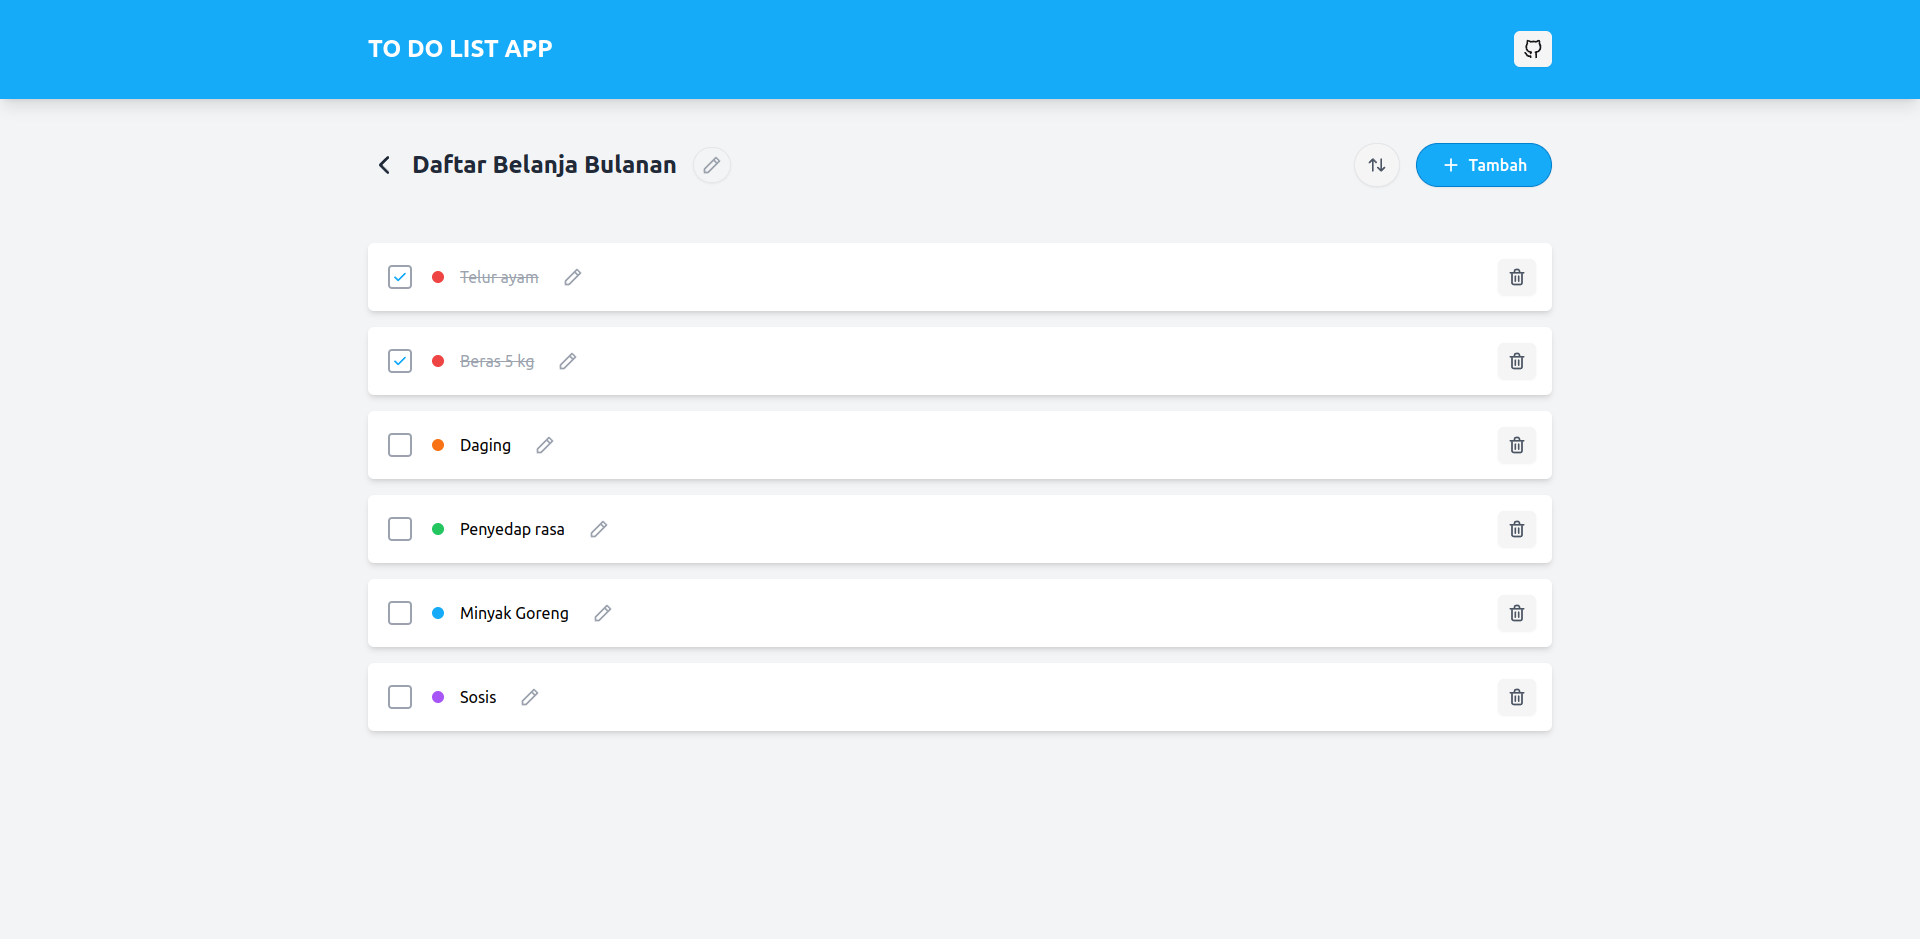 TO DO LIST APP
Daftar Belanja Bulanan
Tambah
Telur ayam
Beras 5 kg
Daging
Penyedap rasa
Minyak Goreng
Sosis